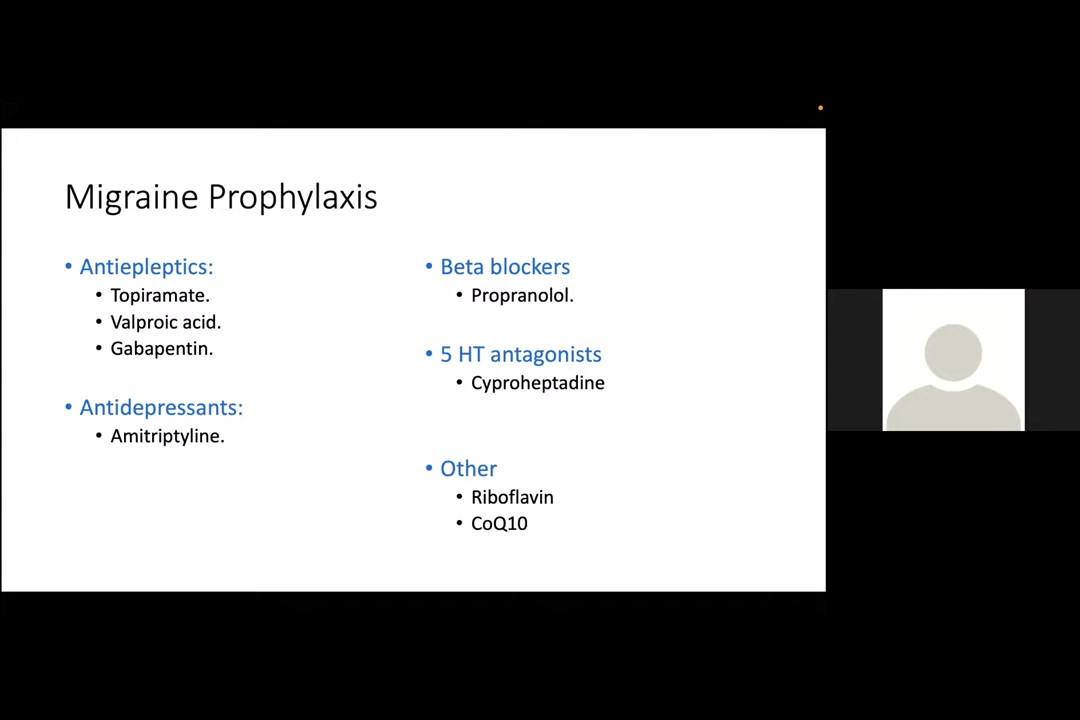 Migraine Prophylaxis
• Antiepleptics:
• Topiramate.
• Valproic acid.
• Gabapentin.
• Antidepressants:
• Amitriptyline.
• Beta blockers
• Propranolol.
• 5 HT antagonists
• Cyproheptadine
• Other
• Riboflavin
• CoQ10